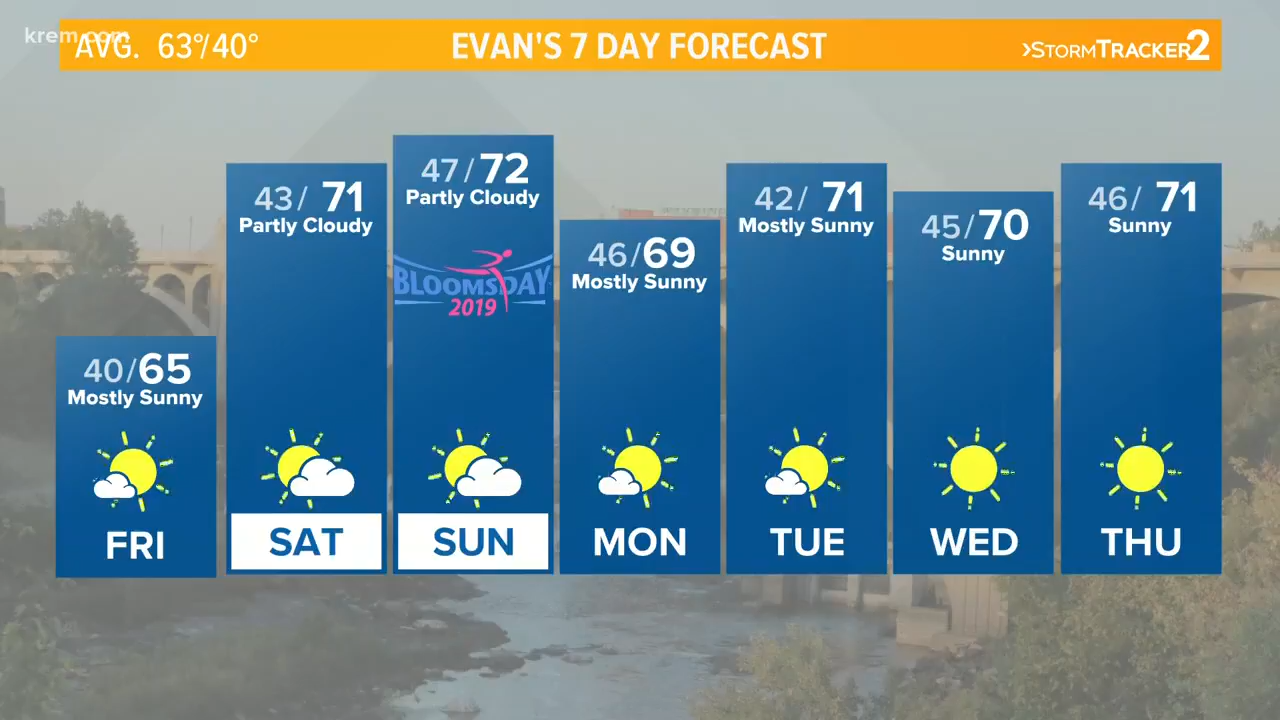 krem.com
AVG. 63°/40°
EVAN'S 7 DAY FORECAST
›STORMTRACKER2
40/65
Mostly Sunny
FRI
43/ 71
Partly Cloudy
SAT
47/72
Partly Cloudy
BLOOMSDAY
2019
SUN
46/69
Mostly Sunny
MON
42/ 71
Mostly Sunny
TUE
45/70
Sunny
WED
46/ 71
Sunny
THU